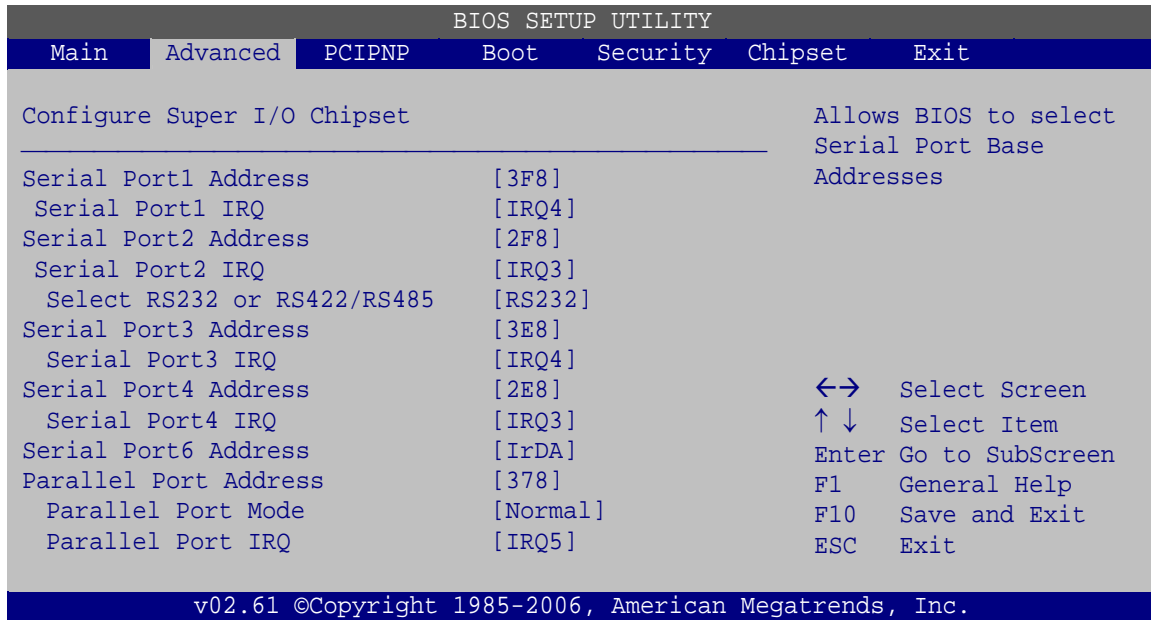 BIOS SETUP UTILITY
Main Advanced PCIPNP Boot Security Chipset Exit
Configure Super I/O Chipset
Serial Port1 Address [3F8]
Serial Port1 IRQ [IRQ4]
Serial Port2 Address [2F8]
Serial Port2 IRQ [IRQ3]
Select RS232 or RS422/RS485 [RS232]
Serial Port3 Address [3E8]
Serial Port3 IRQ [IRQ4]
Serial Port4 Address [2E8]
Serial Port4 IRQ [IRQ3]
Serial Port6 Address [IrDA]
Parallel Port Address [378]
Parallel Port Mode [Normal]
Parallel Port IRQ [IRQ5]
Allows BIOS to select
Serial Port Base
Addresses
←→ Select Screen
↑ ↓ Select Item
Enter Go to SubScreen
F1 General Help
F10 Save and Exit
ESC Exit
v02.61 ©Copyright 1985-2006, American Megatrends, Inc.